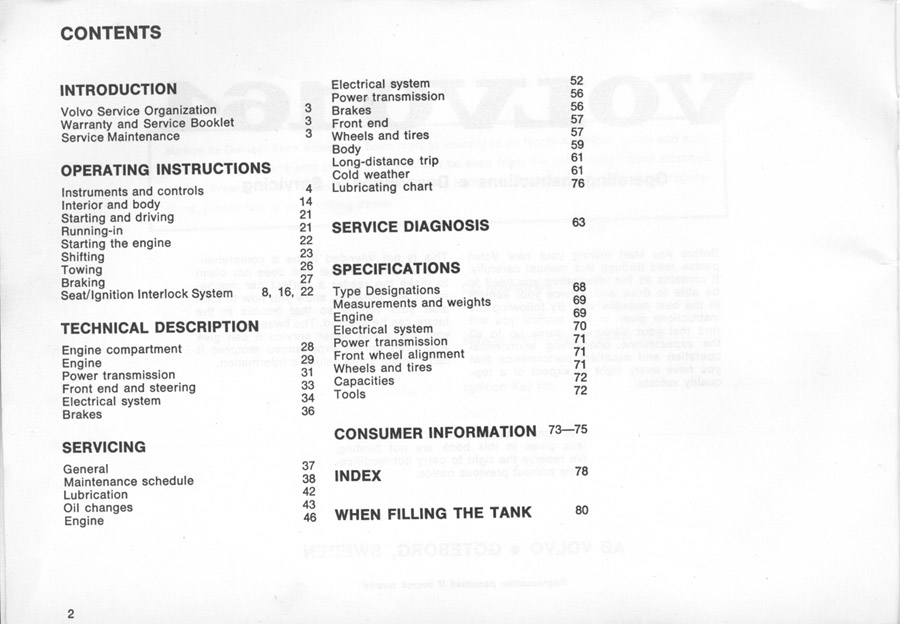 CONTENTS
INTRODUCTION
Volvo Service Organization 3
Warranty and Service Booklet 3
Service Maintenance 3
OPERATING INSTRUCTIONS
Instruments and controls 4
Interior and body 14
Starting and driving 21
Running-in 21
Starting the engine 22
Shifting 23
Towing 26
Braking 27
Seat/Ignition Interlock System 8, 16, 22
TECHNICAL DESCRIPTION
Engine compartment 28
Engine 29
Power transmission 31
Front end and steering 33
Electrical system 34
Brakes 36
SERVICING
General 37
Maintenance schedule 38
Lubrication 42
Oil changes 43
Engine 46
Electrical system 52
Power transmission 56
Brakes 56
Front end 57
Wheels and tires 57
Body 59
Long-distance trip 61
Cold weather 61
Lubricating chart 76
SERVICE DIAGNOSIS 63
SPECIFICATIONS
Type Designations 68
Measurements and weights 69
Engine 69
Electrical system 70
Power transmission 71
Front wheel alignment 71
Wheels and tires 71
Capacities 72
Tools 72
CONSUMER INFORMATION 73—75
INDEX 78
WHEN FILLING THE TANK 80
2